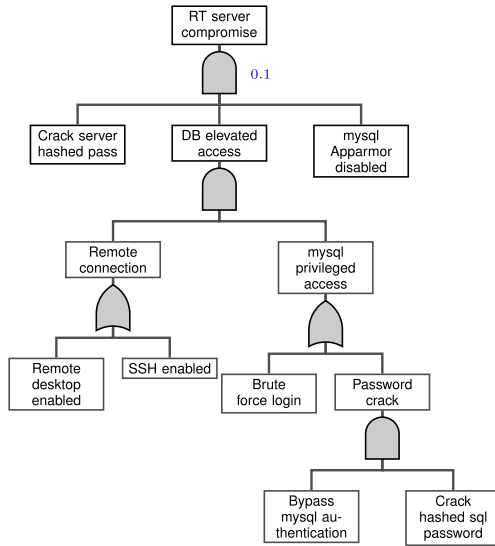 RT server
compromise
0.1
Crack server
hashed pass
DB elevated
access
mysql
Apparmor
disabled
Remote
connection
mysql
privileged
access
Remote
desktop
enabled
SSH enabled
Brute
force login
Password
crack
Bypass
mysql au-
thentication
Crack
hashed sql
password